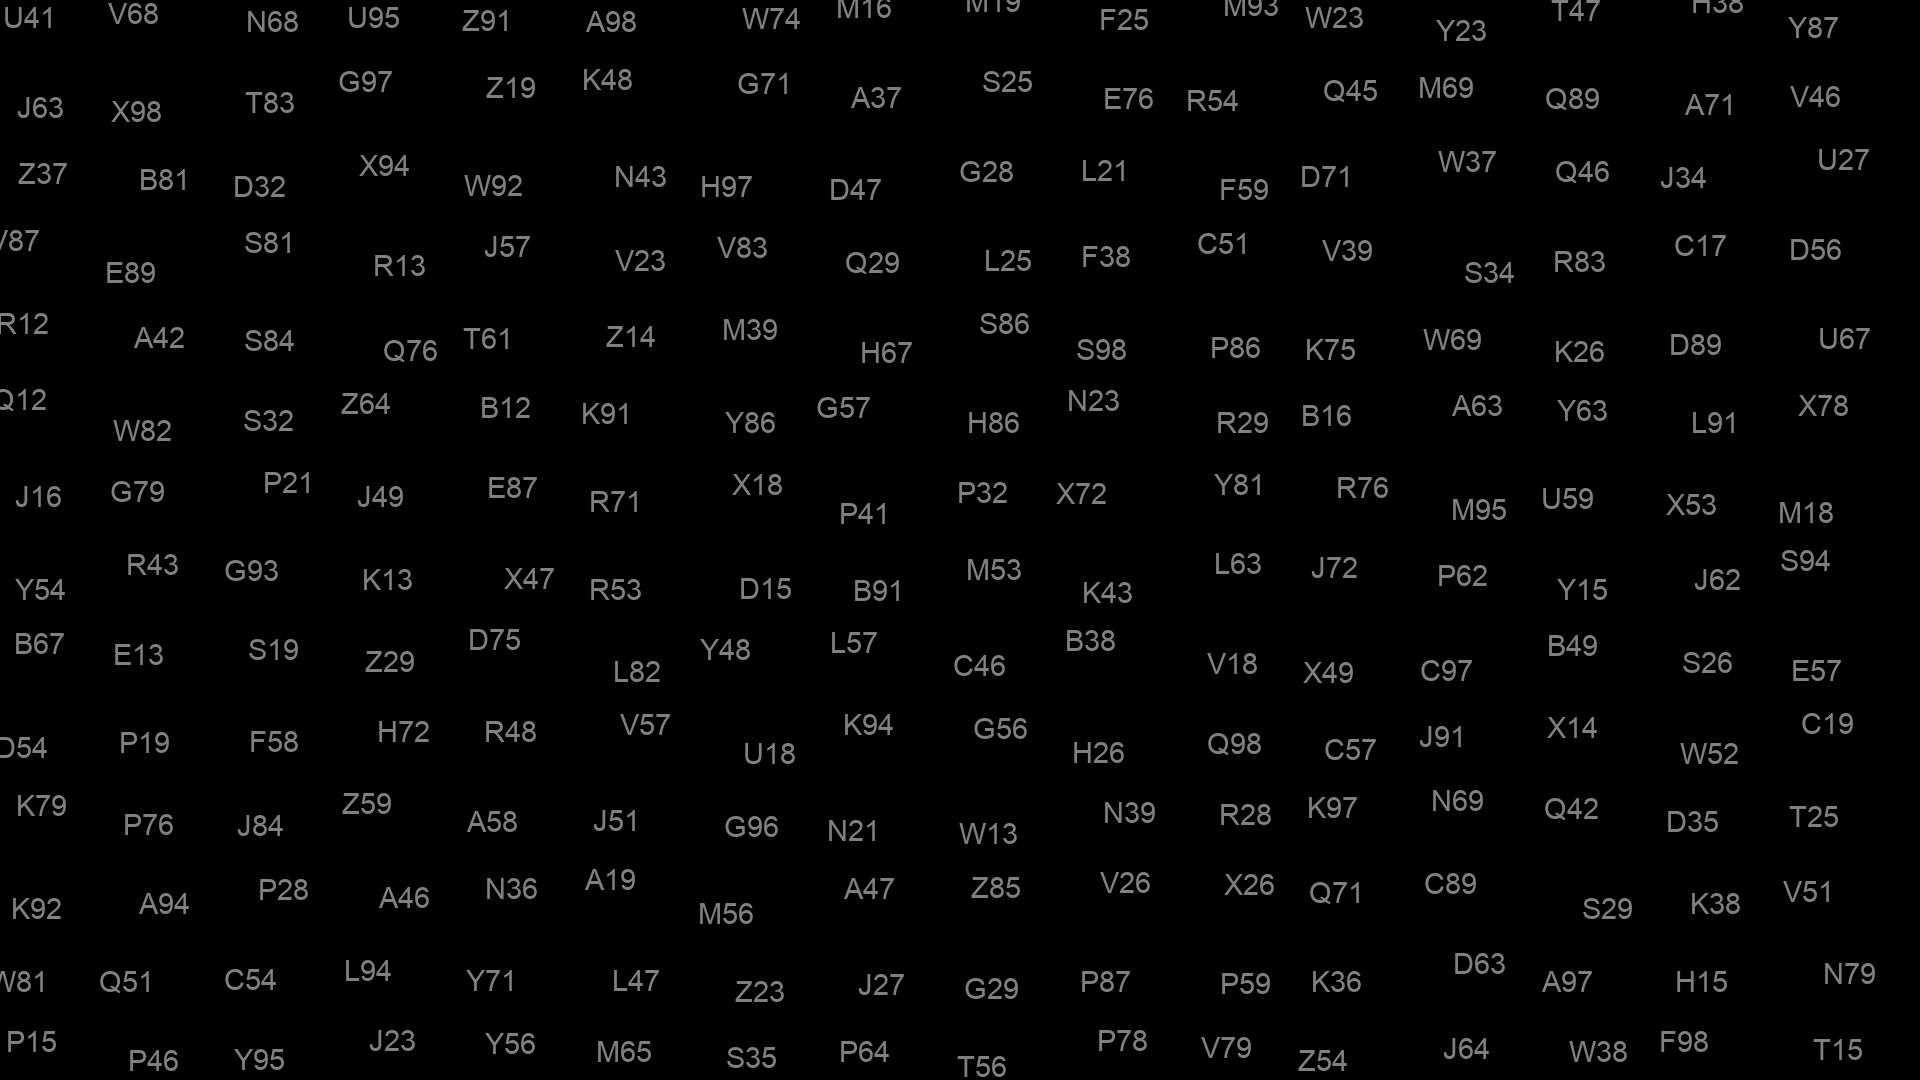 U41 V68 N68 U95 Z91 A98 W74 M16 M19 F25 M93 W23 Y23 T47 H38 Y87
J63 X98 T83 G97 Z19 K48 G71 A37 S25 E76 R54 Q45 M69 Q89 A71 V46
Z37 B81 D32 X94 W92 N43 H97 D47 G28 L21 F59 D71 W37 Q46 J34 U27
V87 E89 S81 R13 J57 V23 V83 Q29 L25 F38 C51 V39 S34 R83 C17 D56
R12 A42 S84 Q76 T61 Z14 M39 H67 S86 S98 P86 K75 W69 K26 D89 U67
Q12 W82 S32 Z64 B12 K91 Y86 G57 H86 N23 R29 B16 A63 Y63 L91 X78
J16 G79 P21 J49 E87 R71 X18 P41 P32 X72 Y81 R76 M95 U59 X53 M18
Y54 R43 G93 K13 X47 R53 D15 B91 M53 K43 L63 J72 P62 Y15 J62 S94
B67 E13 S19 Z29 D75 L82 Y48 L57 C46 B38 V18 X49 C97 B49 S26 E57
D54 P19 F58 H72 R48 V57 U18 K94 G56 H26 Q98 C57 J91 X14 W52 C19
K79 P76 J84 Z59 A58 J51 G96 N21 W13 N39 R28 K97 N69 Q42 D35 T25
K92 A94 P28 A46 N36 A19 M56 A47 Z85 V26 X26 Q71 C89 S29 K38 V51
W81 Q51 C54 L94 Y71 L47 Z23 J27 G29 P87 P59 K36 D63 A97 H15 N79
P15 P46 Y95 J23 Y56 M65 S35 P64 T56 P78 V79 Z54 J64 W38 F98 T15